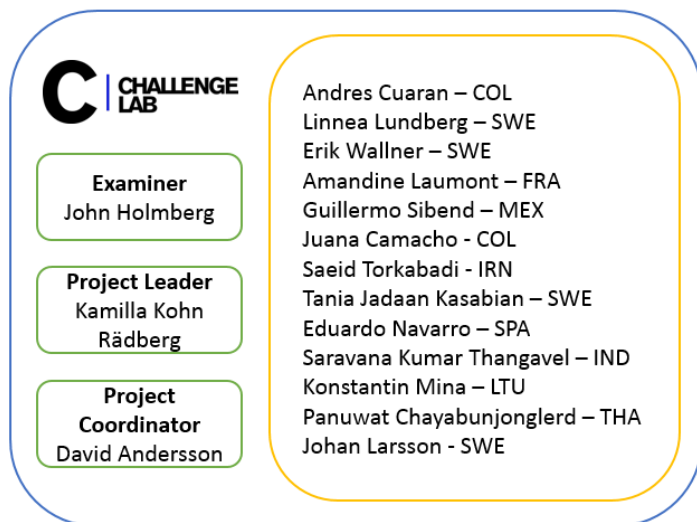 C
CHALLENGE
LAB
Examiner
John Holmberg
Project Leader
Kamilla Kohn
Rädberg
Project
Coordinator
David Andersson
Andres Cuaran – COL
Linnea Lundberg – SWE
Erik Wallner – SWE
Amandine Laumont – FRA
Guillermo Sibend – MEX
Juana Camacho - COL
Saeid Torkabadi - IRN
Tania Jadaan Kasabian – SWE
Eduardo Navarro – SPA
Saravana Kumar Thangavel – IND
Konstantin Mina – LTU
Panuwat Chayabunjonglerd – THA
Johan Larsson - SWE